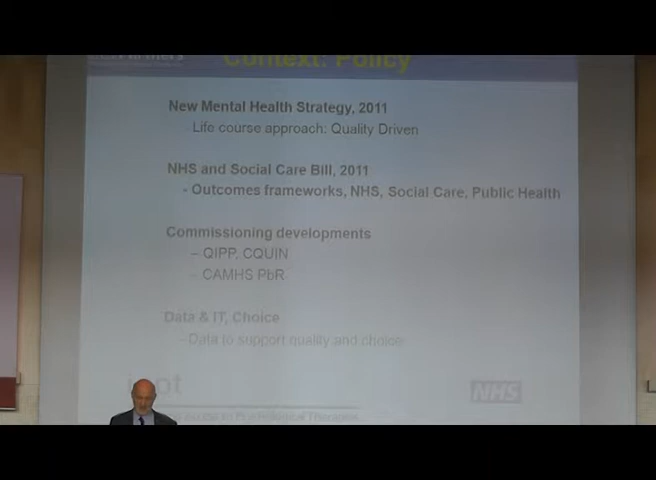 Context: Policy
New Mental Health Strategy, 2011
- Life course approach: Quality Driven
NHS and Social Care Bill, 2011
- Outcomes frameworks, NHS, Social Care, Public Health
Commissioning developments
– QIPP, CQUIN
– CAMHS PbR
Data & IT, Choice
– Data to support quality and choice
NHS
Psychological Therapies